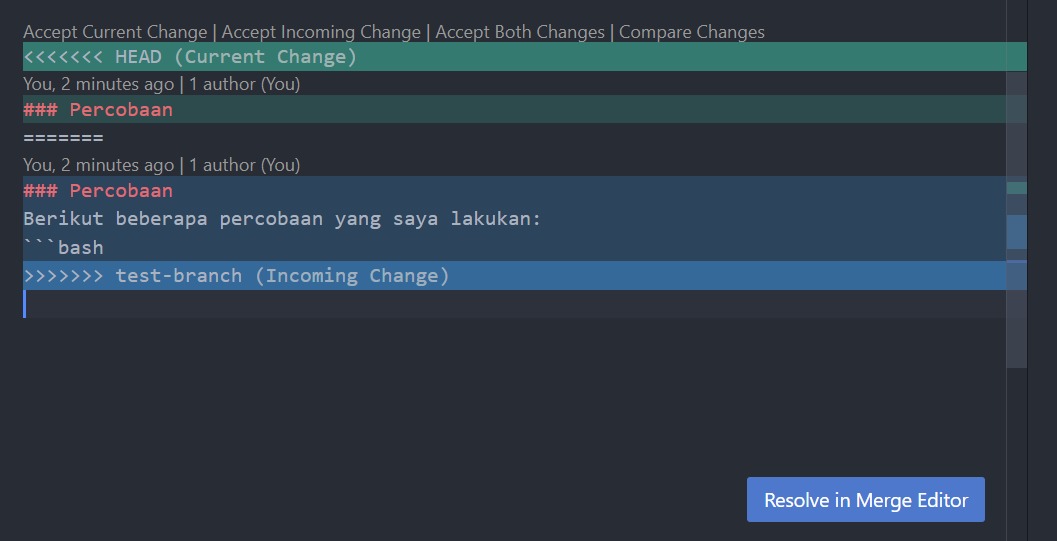 Accept Current Change | Accept Incoming Change | Accept Both Changes | Compare Changes
<<<<<<< HEAD (Current Change)
You, 2 minutes ago | 1 author (You)
### Percobaan
=======
You, 2 minutes ago | 1 author (You)
### Percobaan
Berikut beberapa percobaan yang saya lakukan:
```bash
>>>>>>> test-branch (Incoming Change)
Resolve in Merge Editor